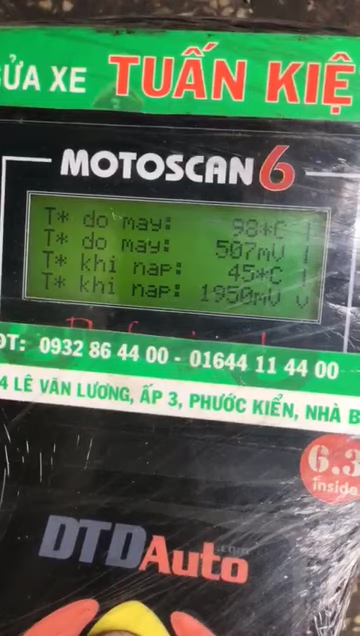 SỬA XE TUẤN KIỆ
MOTOSCAN 6
T* do may: 98*C
T* do may: 507mV
T* khi nap: 45*C
T* khi nap: 1950mV v
ĐT: 0932 86 44 00 - 01644 11 44 00
4 LÊ VĂN LƯƠNG, ẤP 3, PHƯỚC KIỂN, NHÀ B
6.3
inside
DTDAuto
.com